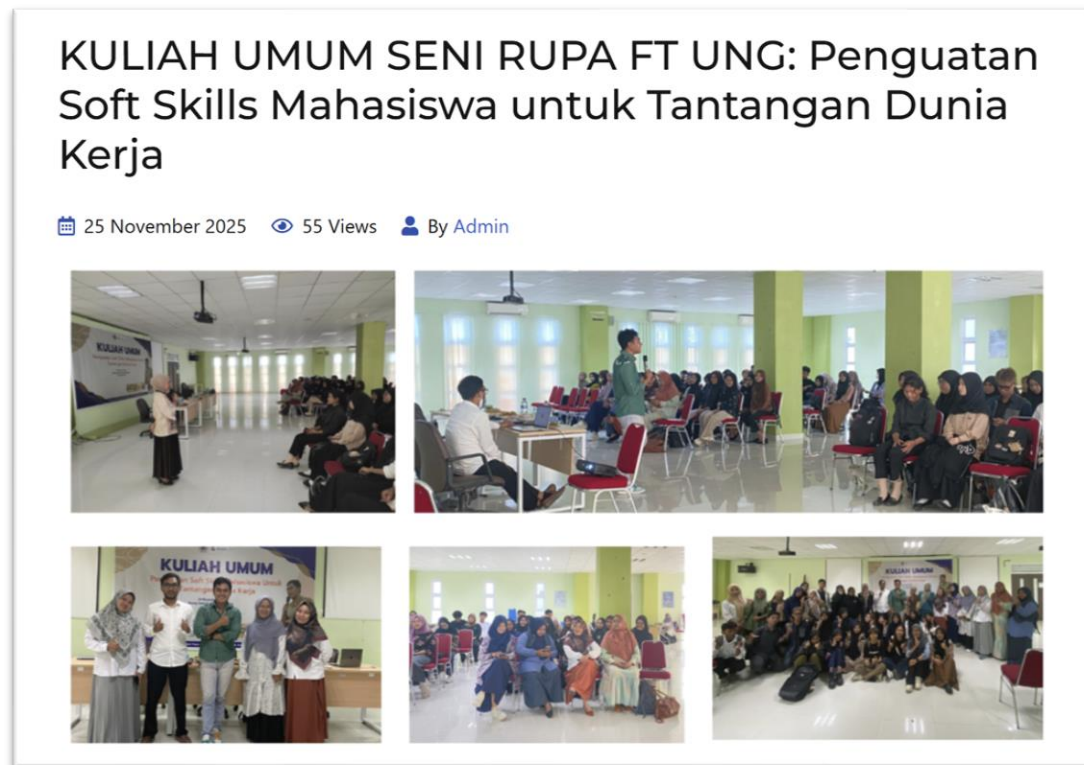 KULIAH UMUM SENI RUPA FT UNG: Penguatan
Soft Skills Mahasiswa untuk Tantangan Dunia
Kerja
25 November 2025 55 Views By Admin
KULIAH UMUM
KULIAH UMUM
KULIAH UMUM